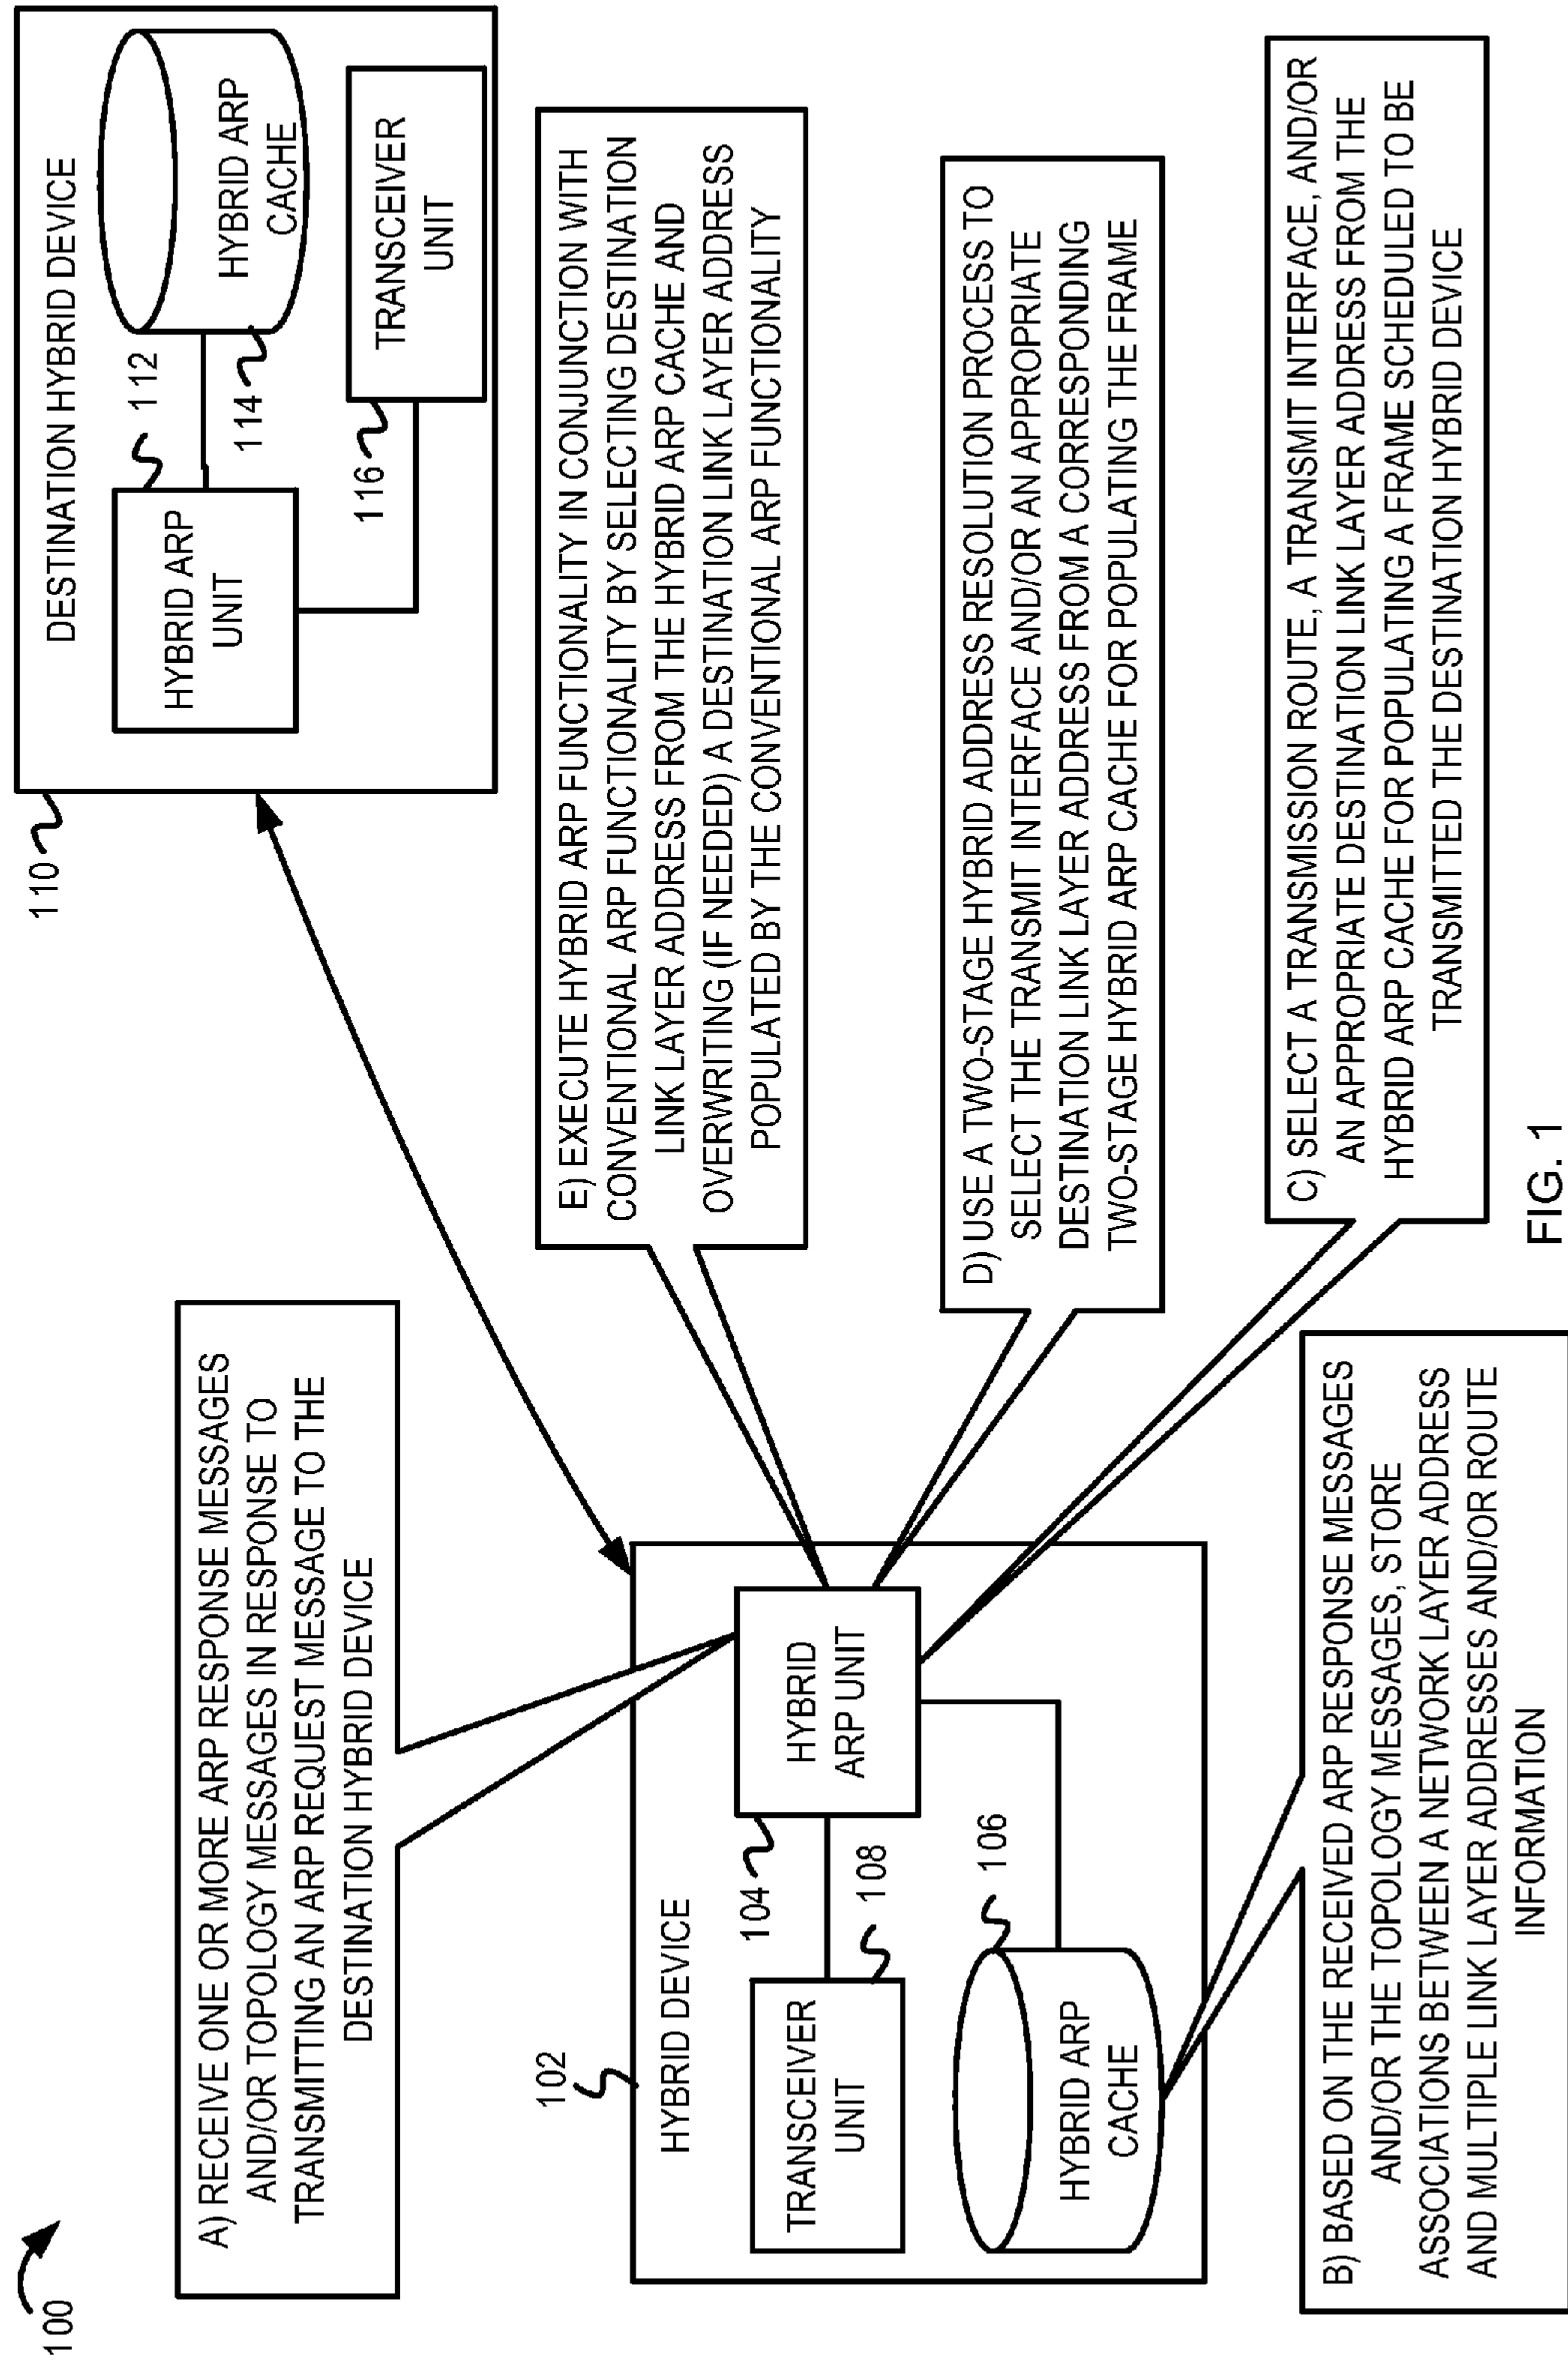 100
A) RECEIVE ONE OR MORE ARP RESPONSE MESSAGES
AND/OR TOPOLOGY MESSAGES IN RESPONSE TO
TRANSMITTING AN ARP REQUEST MESSAGE TO THE
DESTINATION HYBRID DEVICE
110
DESTINATION HYBRID DEVICE
HYBRID ARP
UNIT
112
HYBRID ARP
CACHE
114
116
TRANSCEIVER
UNIT
E) EXECUTE HYBRID ARP FUNCTIONALITY IN CONJUNCTION WITH
CONVENTIONAL ARP FUNCTIONALITY BY SELECTING DESTINATION
LINK LAYER ADDRESS FROM THE HYBRID ARP CACHE AND
OVERWRITING (IF NEEDED) A DESTINATION LINK LAYER ADDRESS
POPULATED BY THE CONVENTIONAL ARP FUNCTIONALITY
102
HYBRID DEVICE
104
HYBRID
ARP UNIT
108
TRANSCEIVER
UNIT
106
HYBRID ARP
CACHE
D) USE A TWO-STAGE HYBRID ADDRESS RESOLUTION PROCESS TO
SELECT THE TRANSMIT INTERFACE AND/OR AN APPROPRIATE
DESTINATION LINK LAYER ADDRESS FROM A CORRESPONDING
TWO-STAGE HYBRID ARP CACHE FOR POPULATING THE FRAME
C) SELECT A TRANSMISSION ROUTE, A TRANSMIT INTERFACE, AND/OR
AN APPROPRIATE DESTINATION LINK LAYER ADDRESS FROM THE
HYBRID ARP CACHE FOR POPULATING A FRAME SCHEDULED TO BE
TRANSMITTED THE DESTINATION HYBRID DEVICE
B) BASED ON THE RECEIVED ARP RESPONSE MESSAGES
AND/OR THE TOPOLOGY MESSAGES, STORE
ASSOCIATIONS BETWEEN A NETWORK LAYER ADDRESS
AND MULTIPLE LINK LAYER ADDRESSES AND/OR ROUTE
INFORMATION
FIG. 1